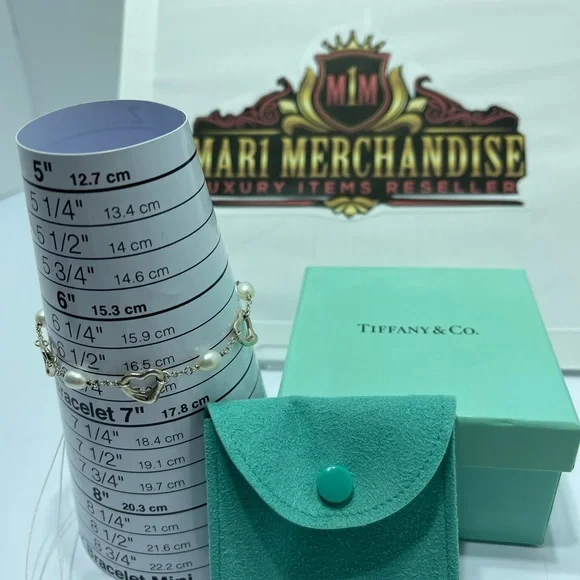 M1M
MAR1 MERCHANDISE
LUXURY ITEMS RESELLER
5" 12.7 cm
5 1/4" 13.4 cm
5 1/2" 14 cm
5 3/4" 14.6 cm
6" 15.3 cm
6 1/4" 15.9 cm
6 1/2" 16.5 cm
/4"
Bracelet 7" 17.8 cm
7 1/4" 18.4 cm
7 1/2" 19.1 cm
7 3/4" 19.7 cm
8" 20.3 cm
8 1/4" 21 cm
8 1/2" 21.6 cm
8 3/4" 22.2 cm
Bracelet Mini
TIFFANY & CO.